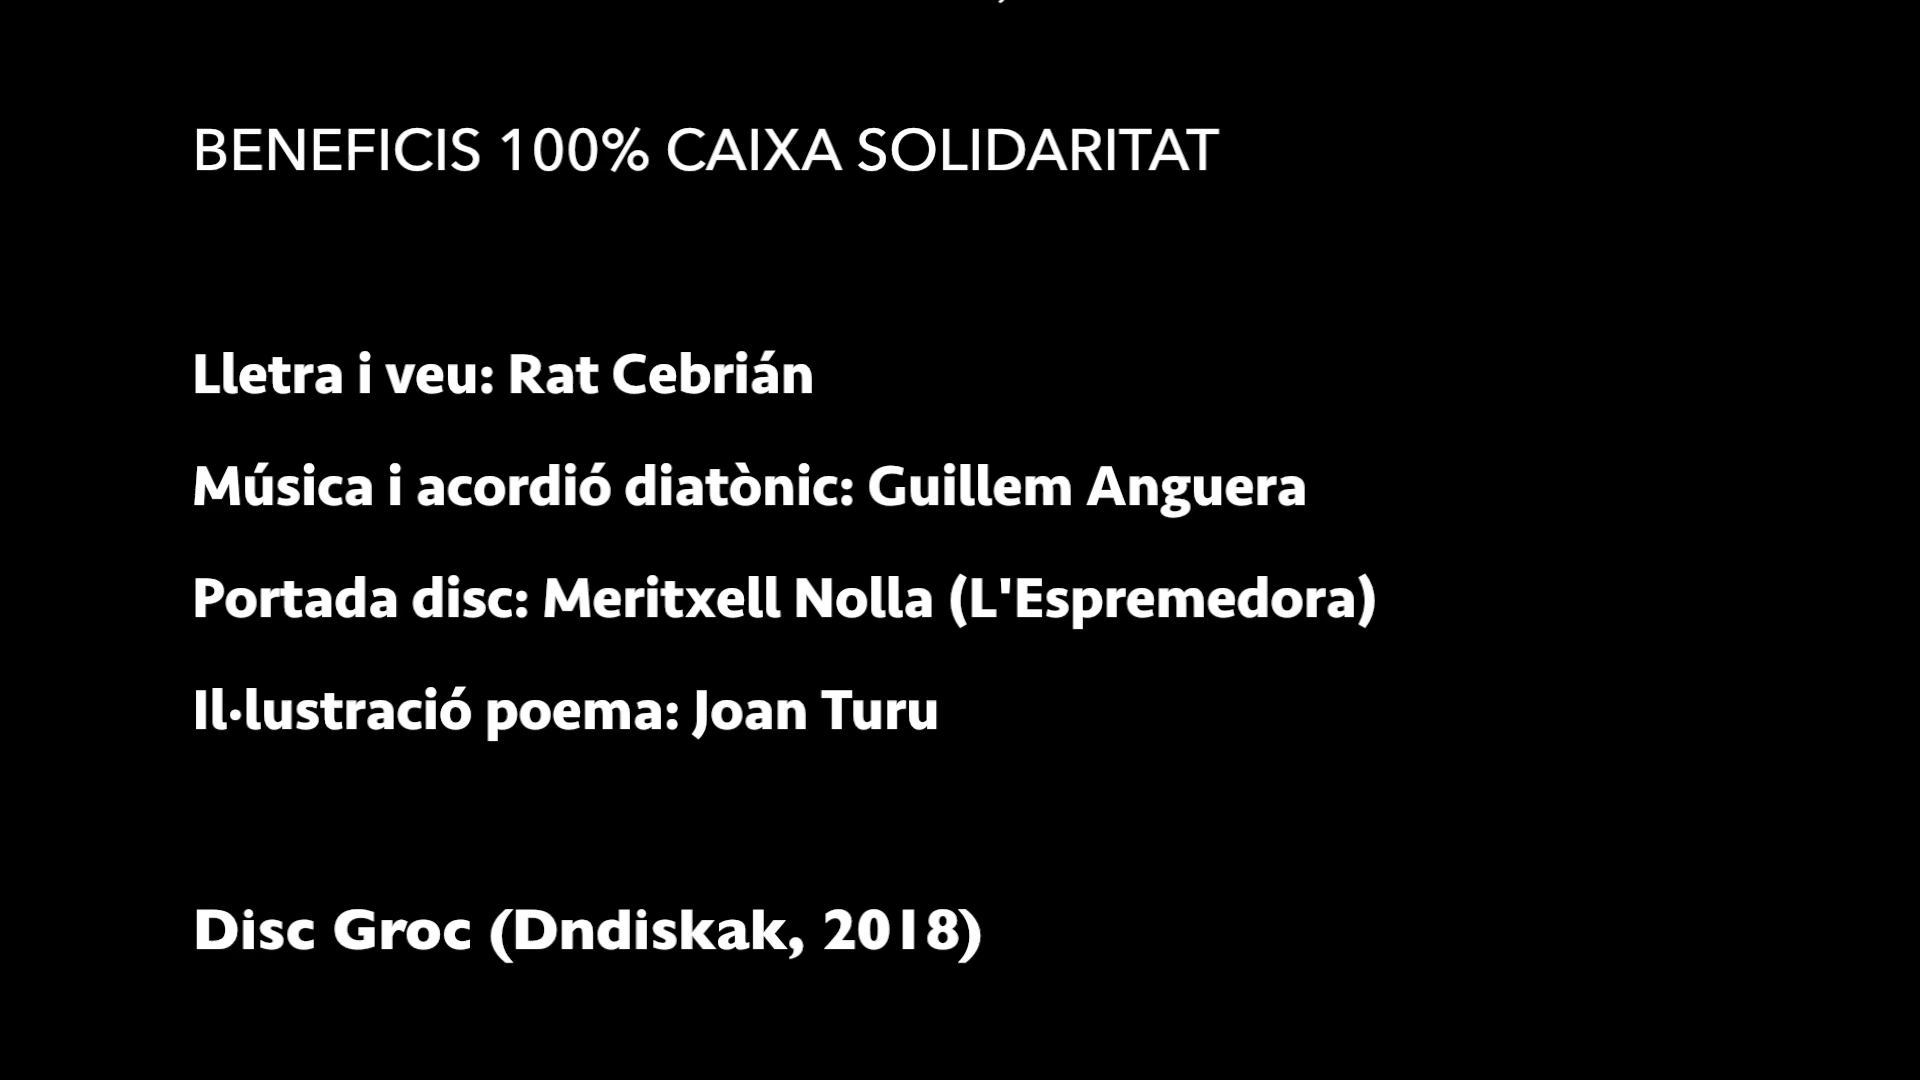 BENEFICIS 100% CAIXA SOLIDARITAT
Lletra i veu: Rat Cebrián
Música i acordió diatònic: Guillem Anguera
Portada disc: Meritxell Nolla (L'Espremedora)
Il·lustració poema: Joan Turu
Disc Groc (Dndiskak, 2018)